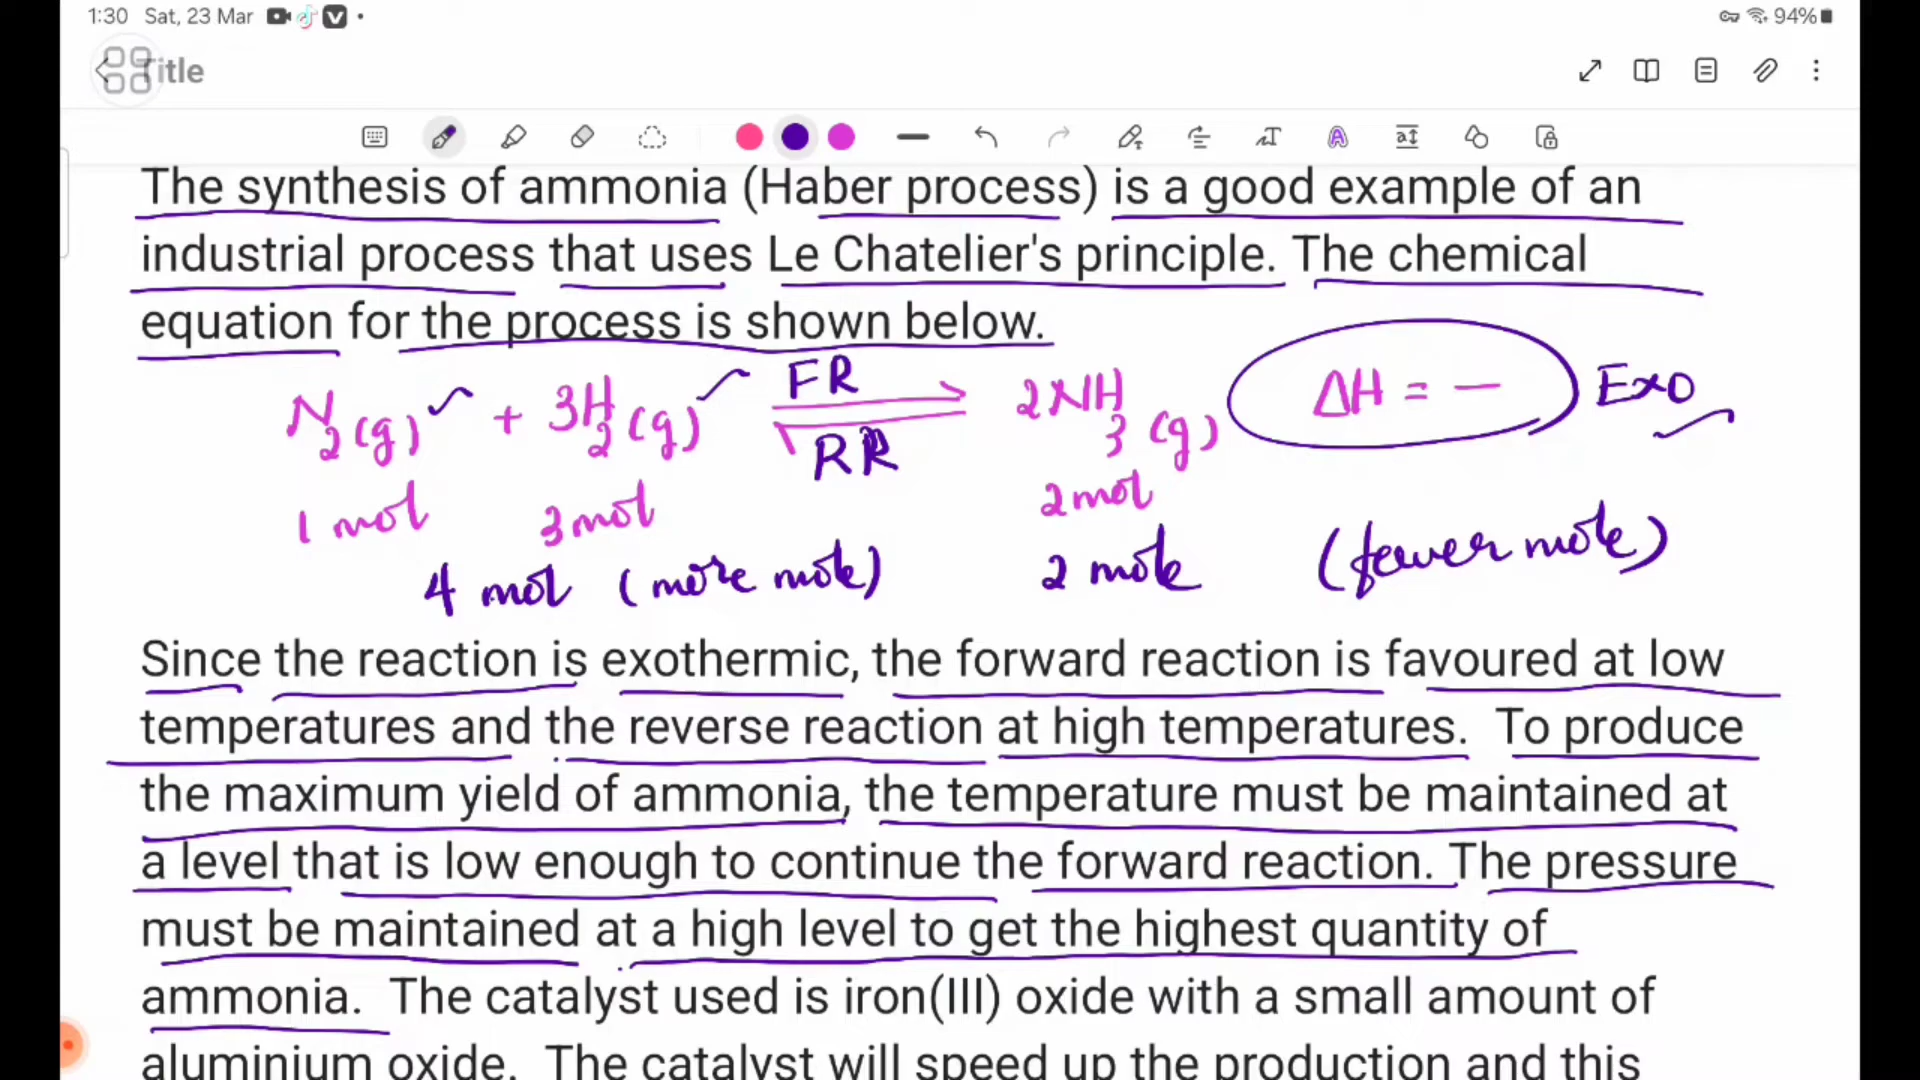 1:30 Sat, 23 Mar
94%
Title
The synthesis of ammonia (Haber process) is a good example of an
industrial process that uses Le Chatelier's principle. The chemical
equation for the process is shown below.
N2(g) + 3H2(g) FR RR 2NH3(g) ΔH = − Exo
1 mol 3 mol 2 mol
4 mol (more mole) 2 mole (fewer mole)
Since the reaction is exothermic, the forward reaction is favoured at low
temperatures and the reverse reaction at high temperatures. To produce
the maximum yield of ammonia, the temperature must be maintained at
a level that is low enough to continue the forward reaction. The pressure
must be maintained at a high level to get the highest quantity of
ammonia. The catalyst used is iron(III) oxide with a small amount of
aluminium oxide. The catalyst will speed up the production and this